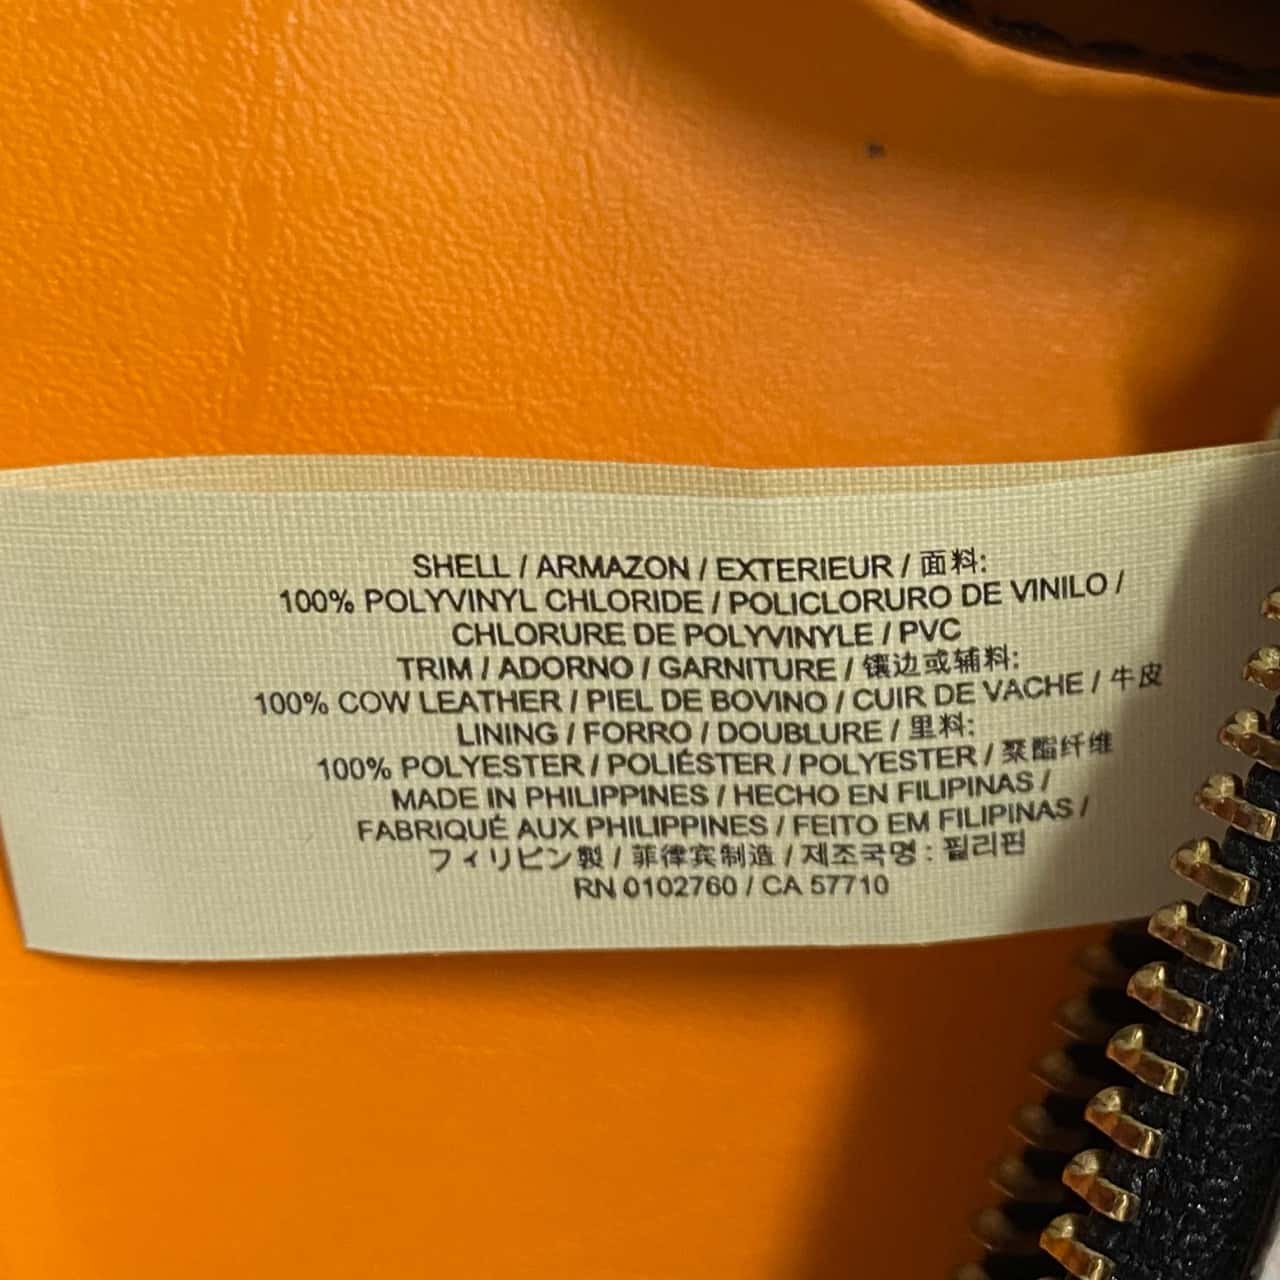 SHELL / ARMAZON / EXTERIEUR / 面料:
100% POLYVINYL CHLORIDE / POLICLORURO DE VINILO /
CHLORURE DE POLYVINYLE / PVC
TRIM / ADORNO / GARNITURE / 镶边或辅料:
100% COW LEATHER / PIEL DE BOVINO / CUIR DE VACHE / 牛皮
LINING / FORRO / DOUBLURE / 里料:
100% POLYESTER / POLIÉSTER / POLYESTER / 聚酯纤维
MADE IN PHILIPPINES / HECHO EN FILIPINAS /
FABRIQUÉ AUX PHILIPPINES / FEITO EM FILIPINAS /
フィリピン製 / 菲律宾制造 / 제조국명 : 필리핀
RN 0102760 / CA 57710